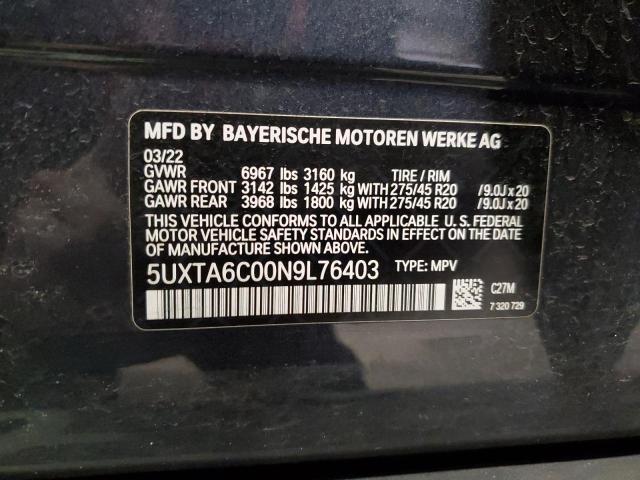 MFD BY BAYERISCHE MOTOREN WERKE AG
03/22
GVWR 6967 lbs 3160 kg TIRE / RIM
GAWR FRONT 3142 lbs 1425 kg WITH 275/45 R20 / 9.0J x 20
GAWR REAR 3968 lbs 1800 kg WITH 275/45 R20 / 9.0J x 20
THIS VEHICLE CONFORMS TO ALL APPLICABLE U. S. FEDERAL
MOTOR VEHICLE SAFETY STANDARDS IN EFFECT ON THE DATE
OF MANUFACTURE SHOWN ABOVE.
5UXTA6C00N9L76403 TYPE: MPV
C27M
7 320 729